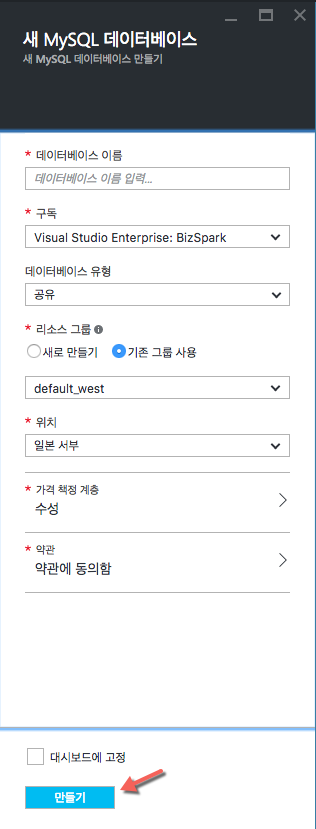 새 MySQL 데이터베이스
새 MySQL 데이터베이스 만들기
* 데이터베이스 이름
데이터베이스 이름 입력...
* 구독
Visual Studio Enterprise: BizSpark
데이터베이스 유형
공유
* 리소스 그룹
새로 만들기 기존 그룹 사용
default_west
* 위치
일본 서부
* 가격 책정 계층
수성
* 약관
약관에 동의함
대시보드에 고정
만들기